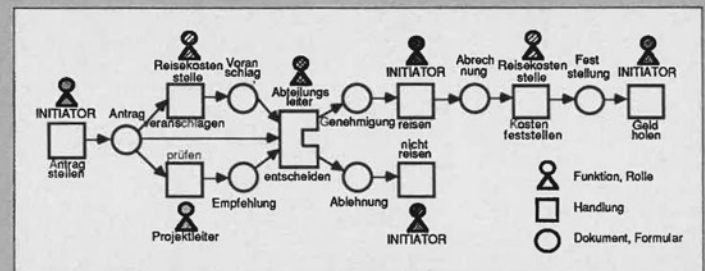 INITIATOR
Antrag
stellen
Antrag
Reisekosten
stelle
veranschlagen
Voran
schlag
prüfen
Projektleiter
Empfehlung
Abteilungs
leiter
entscheiden
Genehmigung
Ablehnung
INITIATOR
reisen
nicht
reisen
INITIATOR
Abrech
nung
Reisekosten
stelle
Kosten
feststellen
Fest
stellung
INITIATOR
Geld
holen
Funktion, Rolle
Handlung
Dokument, Formular